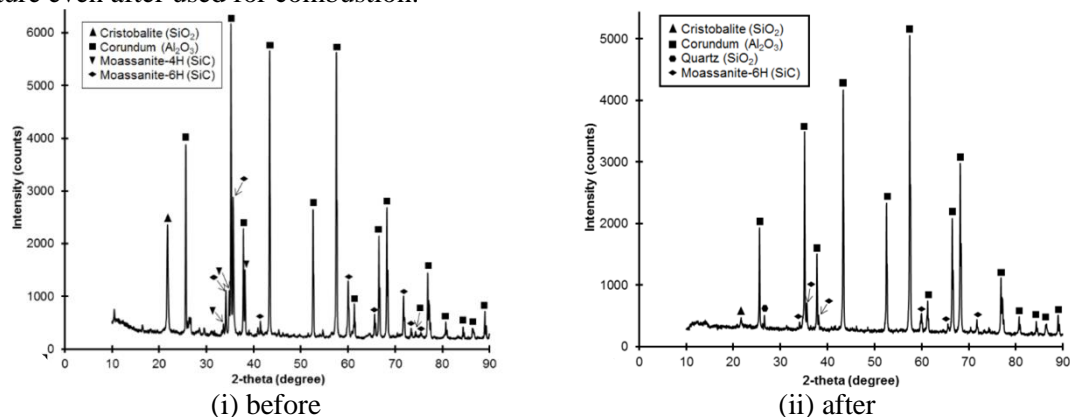 ture even after used for combustion.
▲ Cristobalite (SiO₂)
■ Corundum (Al₂O₃)
▼ Moassanite-4H (SiC)
◆ Moassanite-6H (SiC)
Intensity (counts)
6000
5000
4000
3000
2000
1000
0
0 10 20 30 40 50 60 70 80 90
2-theta (degree)
(i) before
▲ Cristobalite (SiO₂)
■ Corundum (Al₂O₃)
● Quartz (SiO₂)
◆ Moassanite-6H (SiC)
Intensity (counts)
5000
4000
3000
2000
1000
0
0 10 20 30 40 50 60 70 80 90
2-theta (degree)
(ii) after